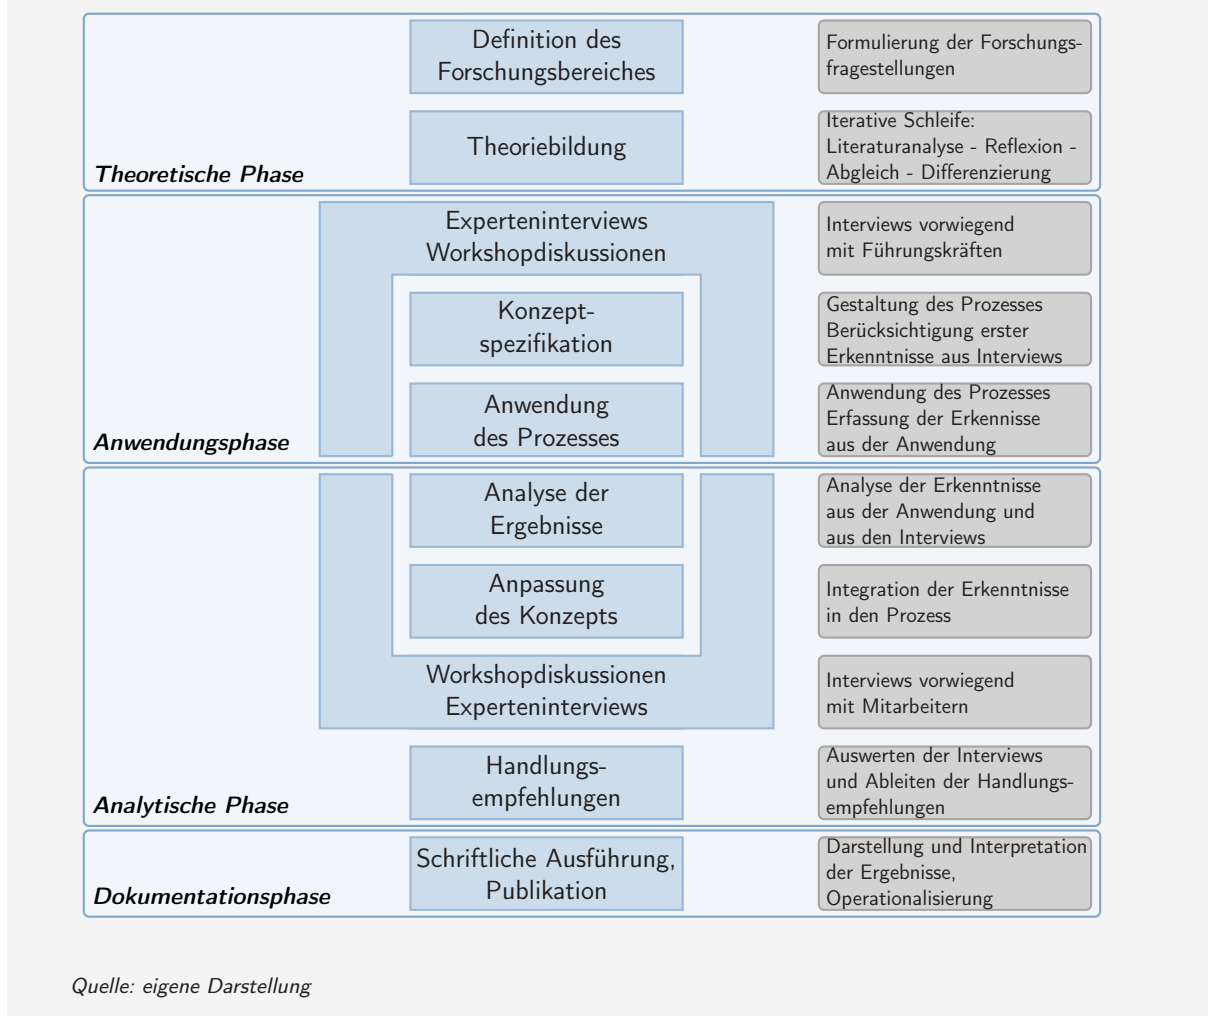 Definition des
Forschungsbereiches
Formulierung der Forschungs-
fragestellungen
Theoriebildung
Iterative Schleife:
Literaturanalyse - Reflexion -
Abgleich - Differenzierung
Theoretische Phase
Experteninterviews
Workshopdiskussionen
Interviews vorwiegend
mit Führungskräften
Konzept-
spezifikation
Gestaltung des Prozesses
Berücksichtigung erster
Erkenntnisse aus Interviews
Anwendung
des Prozesses
Anwendung des Prozesses
Erfassung der Erkennisse
aus der Anwendung
Anwendungsphase
Analyse der
Ergebnisse
Analyse der Erkenntnisse
aus der Anwendung und
aus den Interviews
Anpassung
des Konzepts
Integration der Erkenntnisse
in den Prozess
Workshopdiskussionen
Experteninterviews
Interviews vorwiegend
mit Mitarbeitern
Handlungs-
empfehlungen
Auswerten der Interviews
und Ableiten der Handlungs-
empfehlungen
Analytische Phase
Schriftliche Ausführung,
Publikation
Darstellung und Interpretation
der Ergebnisse,
Operationalisierung
Dokumentationsphase
Quelle: eigene Darstellung